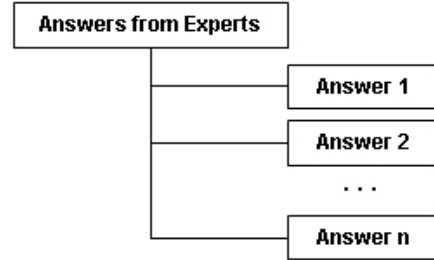 Answers from Experts
Answer 1
Answer 2
...
Answer n